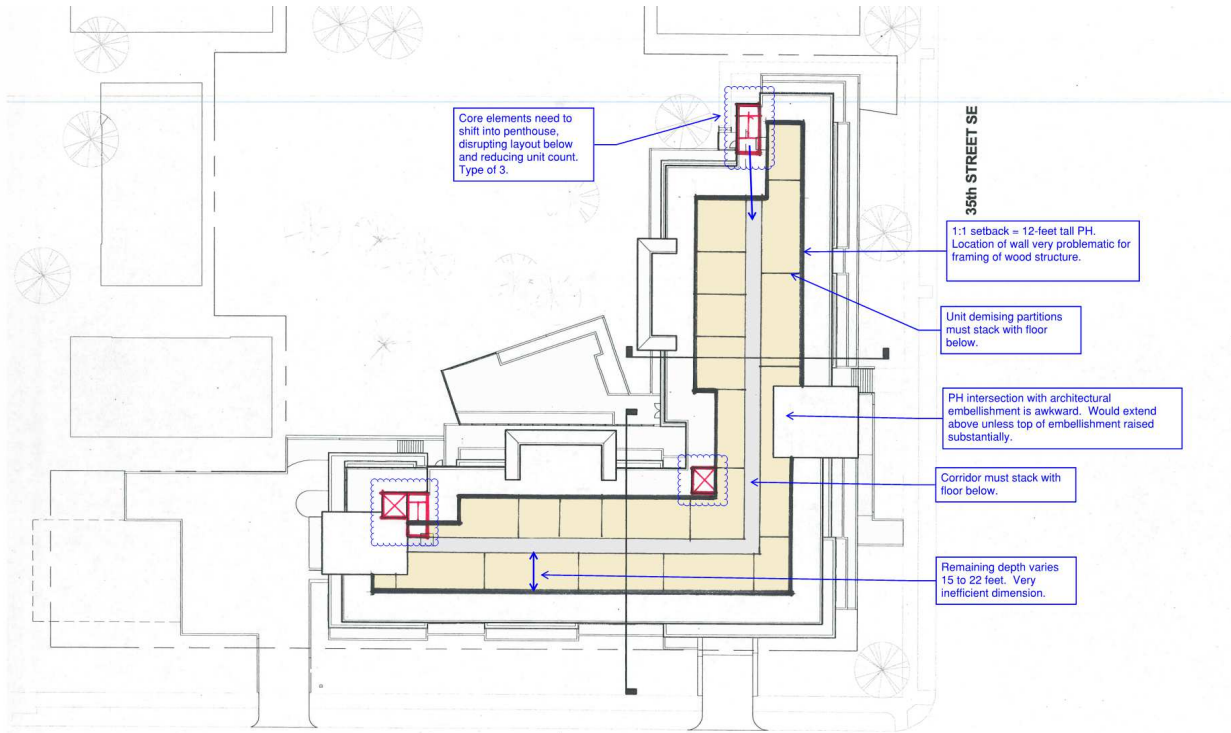 Core elements need to
shift into penthouse,
disrupting layout below
and reducing unit count.
Type of 3.
35th STREET SE
1:1 setback = 12-feet tall PH.
Location of wall very problematic for
framing of wood structure.
Unit demising partitions
must stack with floor
below.
PH intersection with architectural
embellishment is awkward. Would extend
above unless top of embellishment raised
substantially.
Corridor must stack with
floor below.
Remaining depth varies
15 to 22 feet. Very
inefficient dimension.